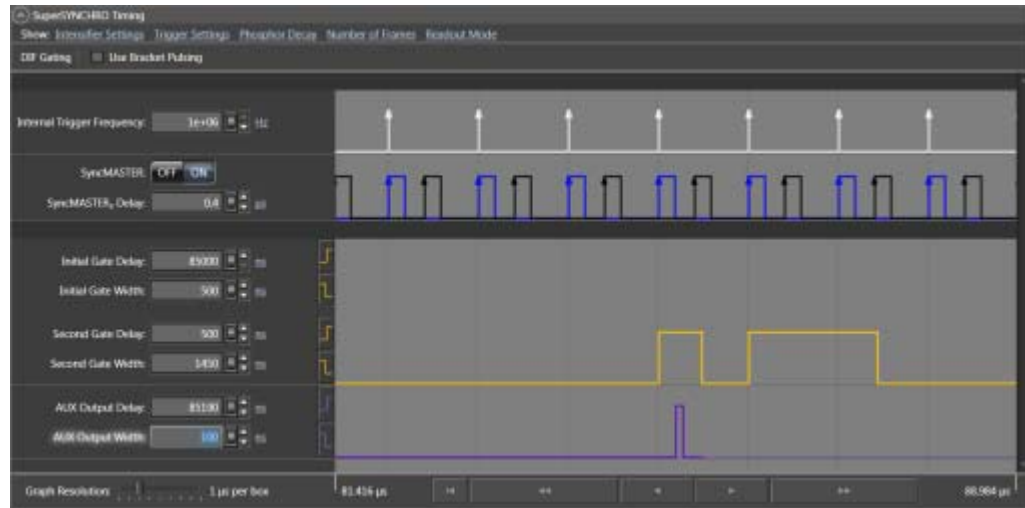 SuperSYNCHRO Timing
Show: Intensifier Settings Trigger Settings Phosphor Decay Number of Frames Readout Mode
DIF Gating Use Bracket Pulsing
Internal Trigger Frequency: 1e+06 Hz
SyncMASTER: OFF ON
SyncMASTER₂ Delay: 0.4 µs
Initial Gate Delay: 85000 ns
Initial Gate Width: 500 ns
Second Gate Delay: 500 ns
Second Gate Width: 1450 ns
AUX Output Delay: 85100 ns
AUX Output Width: 100 ns
Graph Resolution: 1 µs per box 81.416 µs 88.984 µs